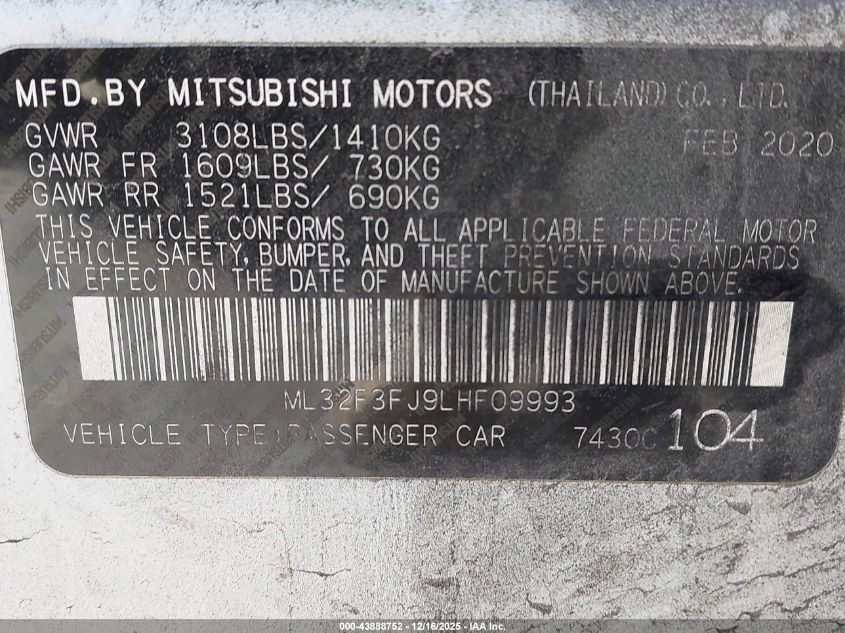 MFD.BY MITSUBISHI MOTORS (THAILAND) CO., LTD.
GVWR 3108LBS/1410KG FEB 2020
GAWR FR 1609LBS/ 730KG
GAWR RR 1521LBS/ 690KG
THIS VEHICLE CONFORMS TO ALL APPLICABLE FEDERAL MOTOR
VEHICLE SAFETY, BUMPER, AND THEFT PREVENTION STANDARDS
IN EFFECT ON THE DATE OF MANUFACTURE SHOWN ABOVE.
ML32F3FJ9LHF09993
VEHICLE TYPE:PASSENGER CAR 7430C 104
000-43888752 - 12/16/2025 - IAA Inc.